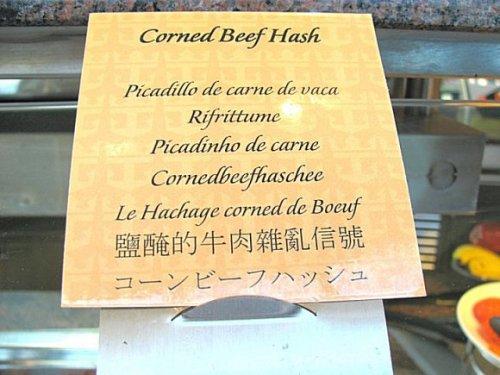 Corned Beef Hash
Picadillo de carne de vaca
Rifrittume
Picadinho de carne
Cornedbeefhaschee
Le Hachage corned de Boeuf
鹽醃的牛肉雜亂信號
コーンビーフハッシュ